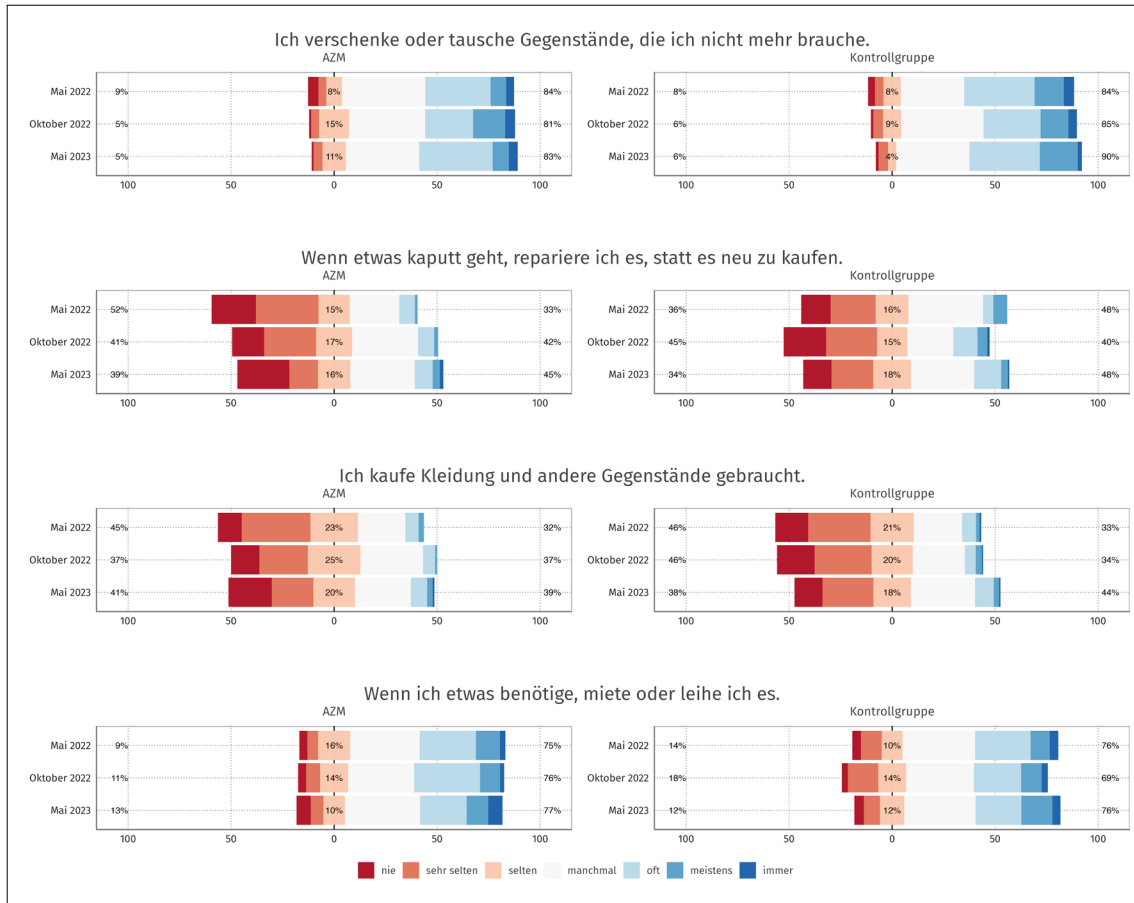 Ich verschenke oder tausche Gegenstände, die ich nicht mehr brauche.
AZM Kontrollgruppe
Mai 2022 9% 8% 84% Mai 2022 8% 8% 84%
Oktober 2022 5% 15% 81% Oktober 2022 6% 9% 85%
Mai 2023 5% 11% 83% Mai 2023 6% 4% 90%
100 50 0 50 100 100 50 0 50 100
Wenn etwas kaputt geht, repariere ich es, statt es neu zu kaufen.
AZM Kontrollgruppe
Mai 2022 52% 15% 33% Mai 2022 36% 16% 48%
Oktober 2022 41% 17% 42% Oktober 2022 45% 15% 40%
Mai 2023 39% 16% 45% Mai 2023 34% 18% 48%
100 50 0 50 100 100 50 0 50 100
Ich kaufe Kleidung und andere Gegenstände gebraucht.
AZM Kontrollgruppe
Mai 2022 45% 23% 32% Mai 2022 46% 21% 33%
Oktober 2022 37% 25% 37% Oktober 2022 46% 20% 34%
Mai 2023 41% 20% 39% Mai 2023 38% 18% 44%
100 50 0 50 100 100 50 0 50 100
Wenn ich etwas benötige, miete oder leihe ich es.
AZM Kontrollgruppe
Mai 2022 9% 16% 75% Mai 2022 14% 10% 76%
Oktober 2022 11% 14% 76% Oktober 2022 18% 14% 69%
Mai 2023 13% 10% 77% Mai 2023 12% 12% 76%
100 50 0 50 100 100 50 0 50 100
nie sehr selten selten manchmal oft meistens immer